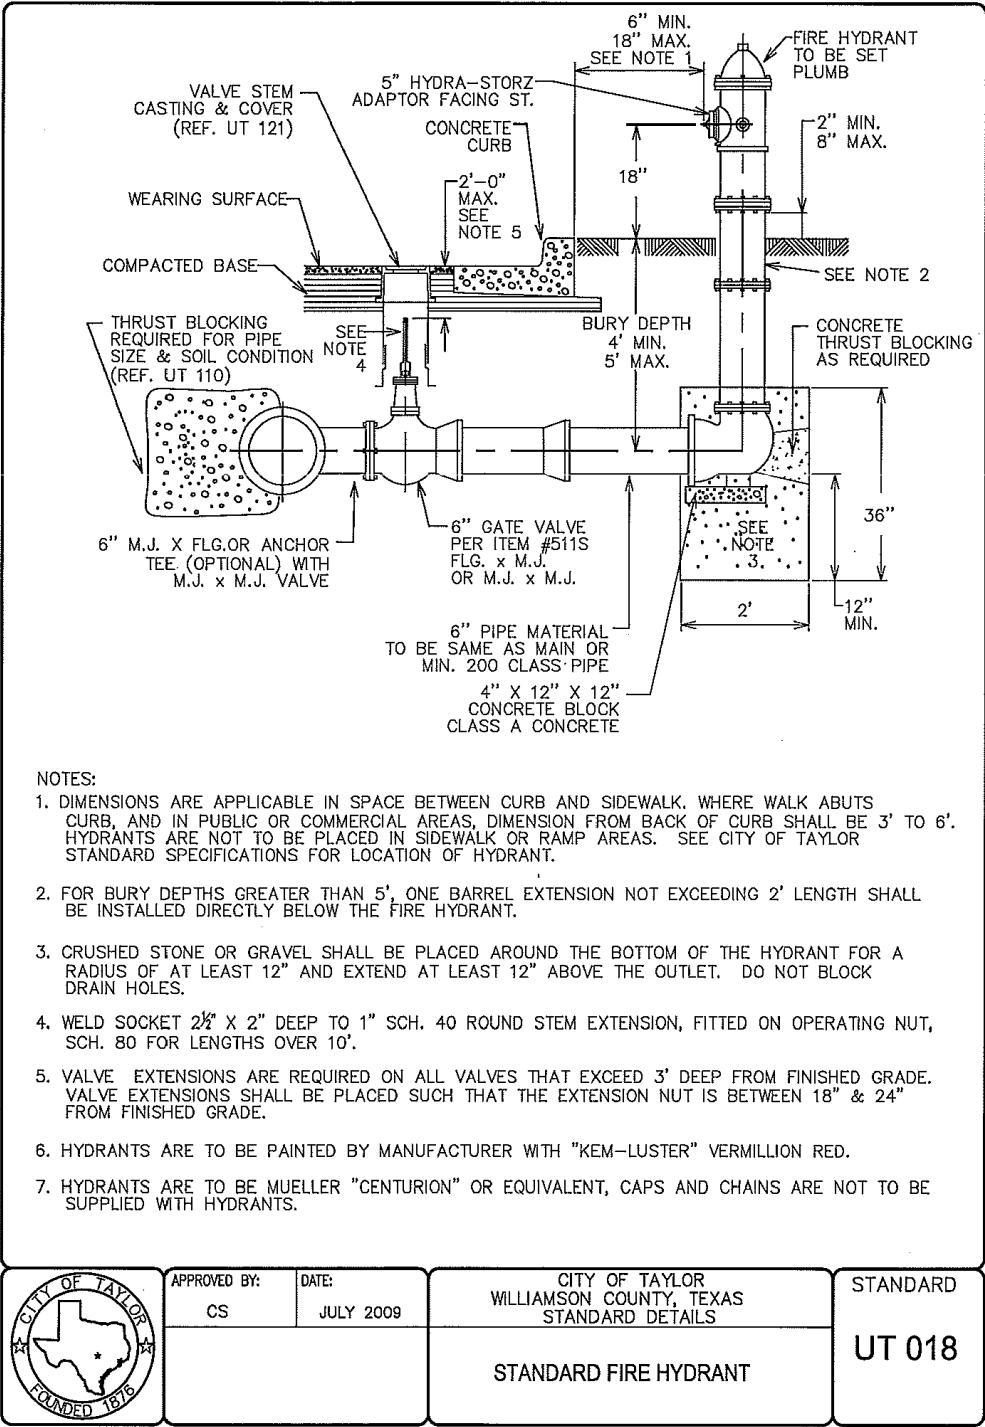 6" MIN.
18" MAX.
SEE NOTE 1
FIRE HYDRANT
TO BE SET
PLUMB
VALVE STEM
CASTING & COVER
(REF. UT 121)
5" HYDRA-STORZ
ADAPTOR FACING ST.
CONCRETE
CURB
2" MIN.
8" MAX.
18"
WEARING SURFACE
2'-0"
MAX.
SEE
NOTE 5
COMPACTED BASE
SEE NOTE 2
THRUST BLOCKING
REQUIRED FOR PIPE
SIZE & SOIL CONDITION
(REF. UT 110)
SEE
NOTE
4
BURY DEPTH
4' MIN.
5' MAX.
CONCRETE
THRUST BLOCKING
AS REQUIRED
6" M.J. X FLG.OR ANCHOR
TEE (OPTIONAL) WITH
M.J. x M.J. VALVE
6" GATE VALVE
PER ITEM #511S
FLG. x M.J.
OR M.J. x M.J.
SEE
NOTE
3
36"
2'
12"
MIN.
6" PIPE MATERIAL
TO BE SAME AS MAIN OR
MIN. 200 CLASS PIPE
4" X 12" X 12"
CONCRETE BLOCK
CLASS A CONCRETE
NOTES:
1. DIMENSIONS ARE APPLICABLE IN SPACE BETWEEN CURB AND SIDEWALK. WHERE WALK ABUTS
CURB, AND IN PUBLIC OR COMMERCIAL AREAS, DIMENSION FROM BACK OF CURB SHALL BE 3' TO 6'.
HYDRANTS ARE NOT TO BE PLACED IN SIDEWALK OR RAMP AREAS. SEE CITY OF TAYLOR
STANDARD SPECIFICATIONS FOR LOCATION OF HYDRANT.
2. FOR BURY DEPTHS GREATER THAN 5', ONE BARREL EXTENSION NOT EXCEEDING 2' LENGTH SHALL
BE INSTALLED DIRECTLY BELOW THE FIRE HYDRANT.
3. CRUSHED STONE OR GRAVEL SHALL BE PLACED AROUND THE BOTTOM OF THE HYDRANT FOR A
RADIUS OF AT LEAST 12" AND EXTEND AT LEAST 12" ABOVE THE OUTLET. DO NOT BLOCK
DRAIN HOLES.
4. WELD SOCKET 2½" X 2" DEEP TO 1" SCH. 40 ROUND STEM EXTENSION, FITTED ON OPERATING NUT,
SCH. 80 FOR LENGTHS OVER 10'.
5. VALVE EXTENSIONS ARE REQUIRED ON ALL VALVES THAT EXCEED 3' DEEP FROM FINISHED GRADE.
VALVE EXTENSIONS SHALL BE PLACED SUCH THAT THE EXTENSION NUT IS BETWEEN 18" & 24"
FROM FINISHED GRADE.
6. HYDRANTS ARE TO BE PAINTED BY MANUFACTURER WITH "KEM-LUSTER" VERMILLION RED.
7. HYDRANTS ARE TO BE MUELLER "CENTURION" OR EQUIVALENT, CAPS AND CHAINS ARE NOT TO BE
SUPPLIED WITH HYDRANTS.
CITY OF TAYLOR
FOUNDED 1876
APPROVED BY:
CS
DATE:
JULY 2009
CITY OF TAYLOR
WILLIAMSON COUNTY, TEXAS
STANDARD DETAILS
STANDARD FIRE HYDRANT
STANDARD
UT 018